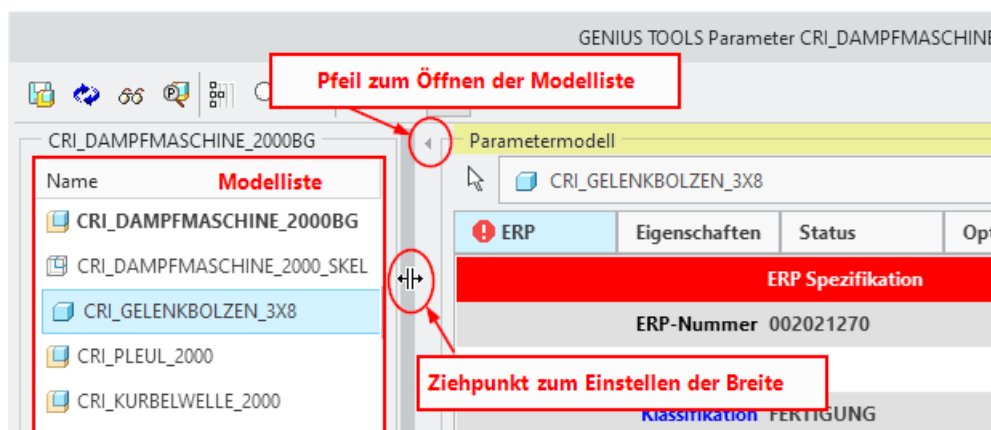 GENIUS TOOLS Parameter CRI_DAMPFMASCHINE
Pfeil zum Öffnen der Modelliste
CRI_DAMPFMASCHINE_2000BG
Parametermodell
Name
Modelliste
CRI_GELENKBOLZEN_3X8
CRI_DAMPFMASCHINE_2000BG
ERP
Eigenschaften
Status
Opt
CRI_DAMPFMASCHINE_2000_SKEL
ERP Spezifikation
CRI_GELENKBOLZEN_3X8
ERP-Nummer 002021270
CRI_PLEUL_2000
Ziehpunkt zum Einstellen der Breite
CRI_KURBELWELLE_2000
Klassifikation FERTIGUNG